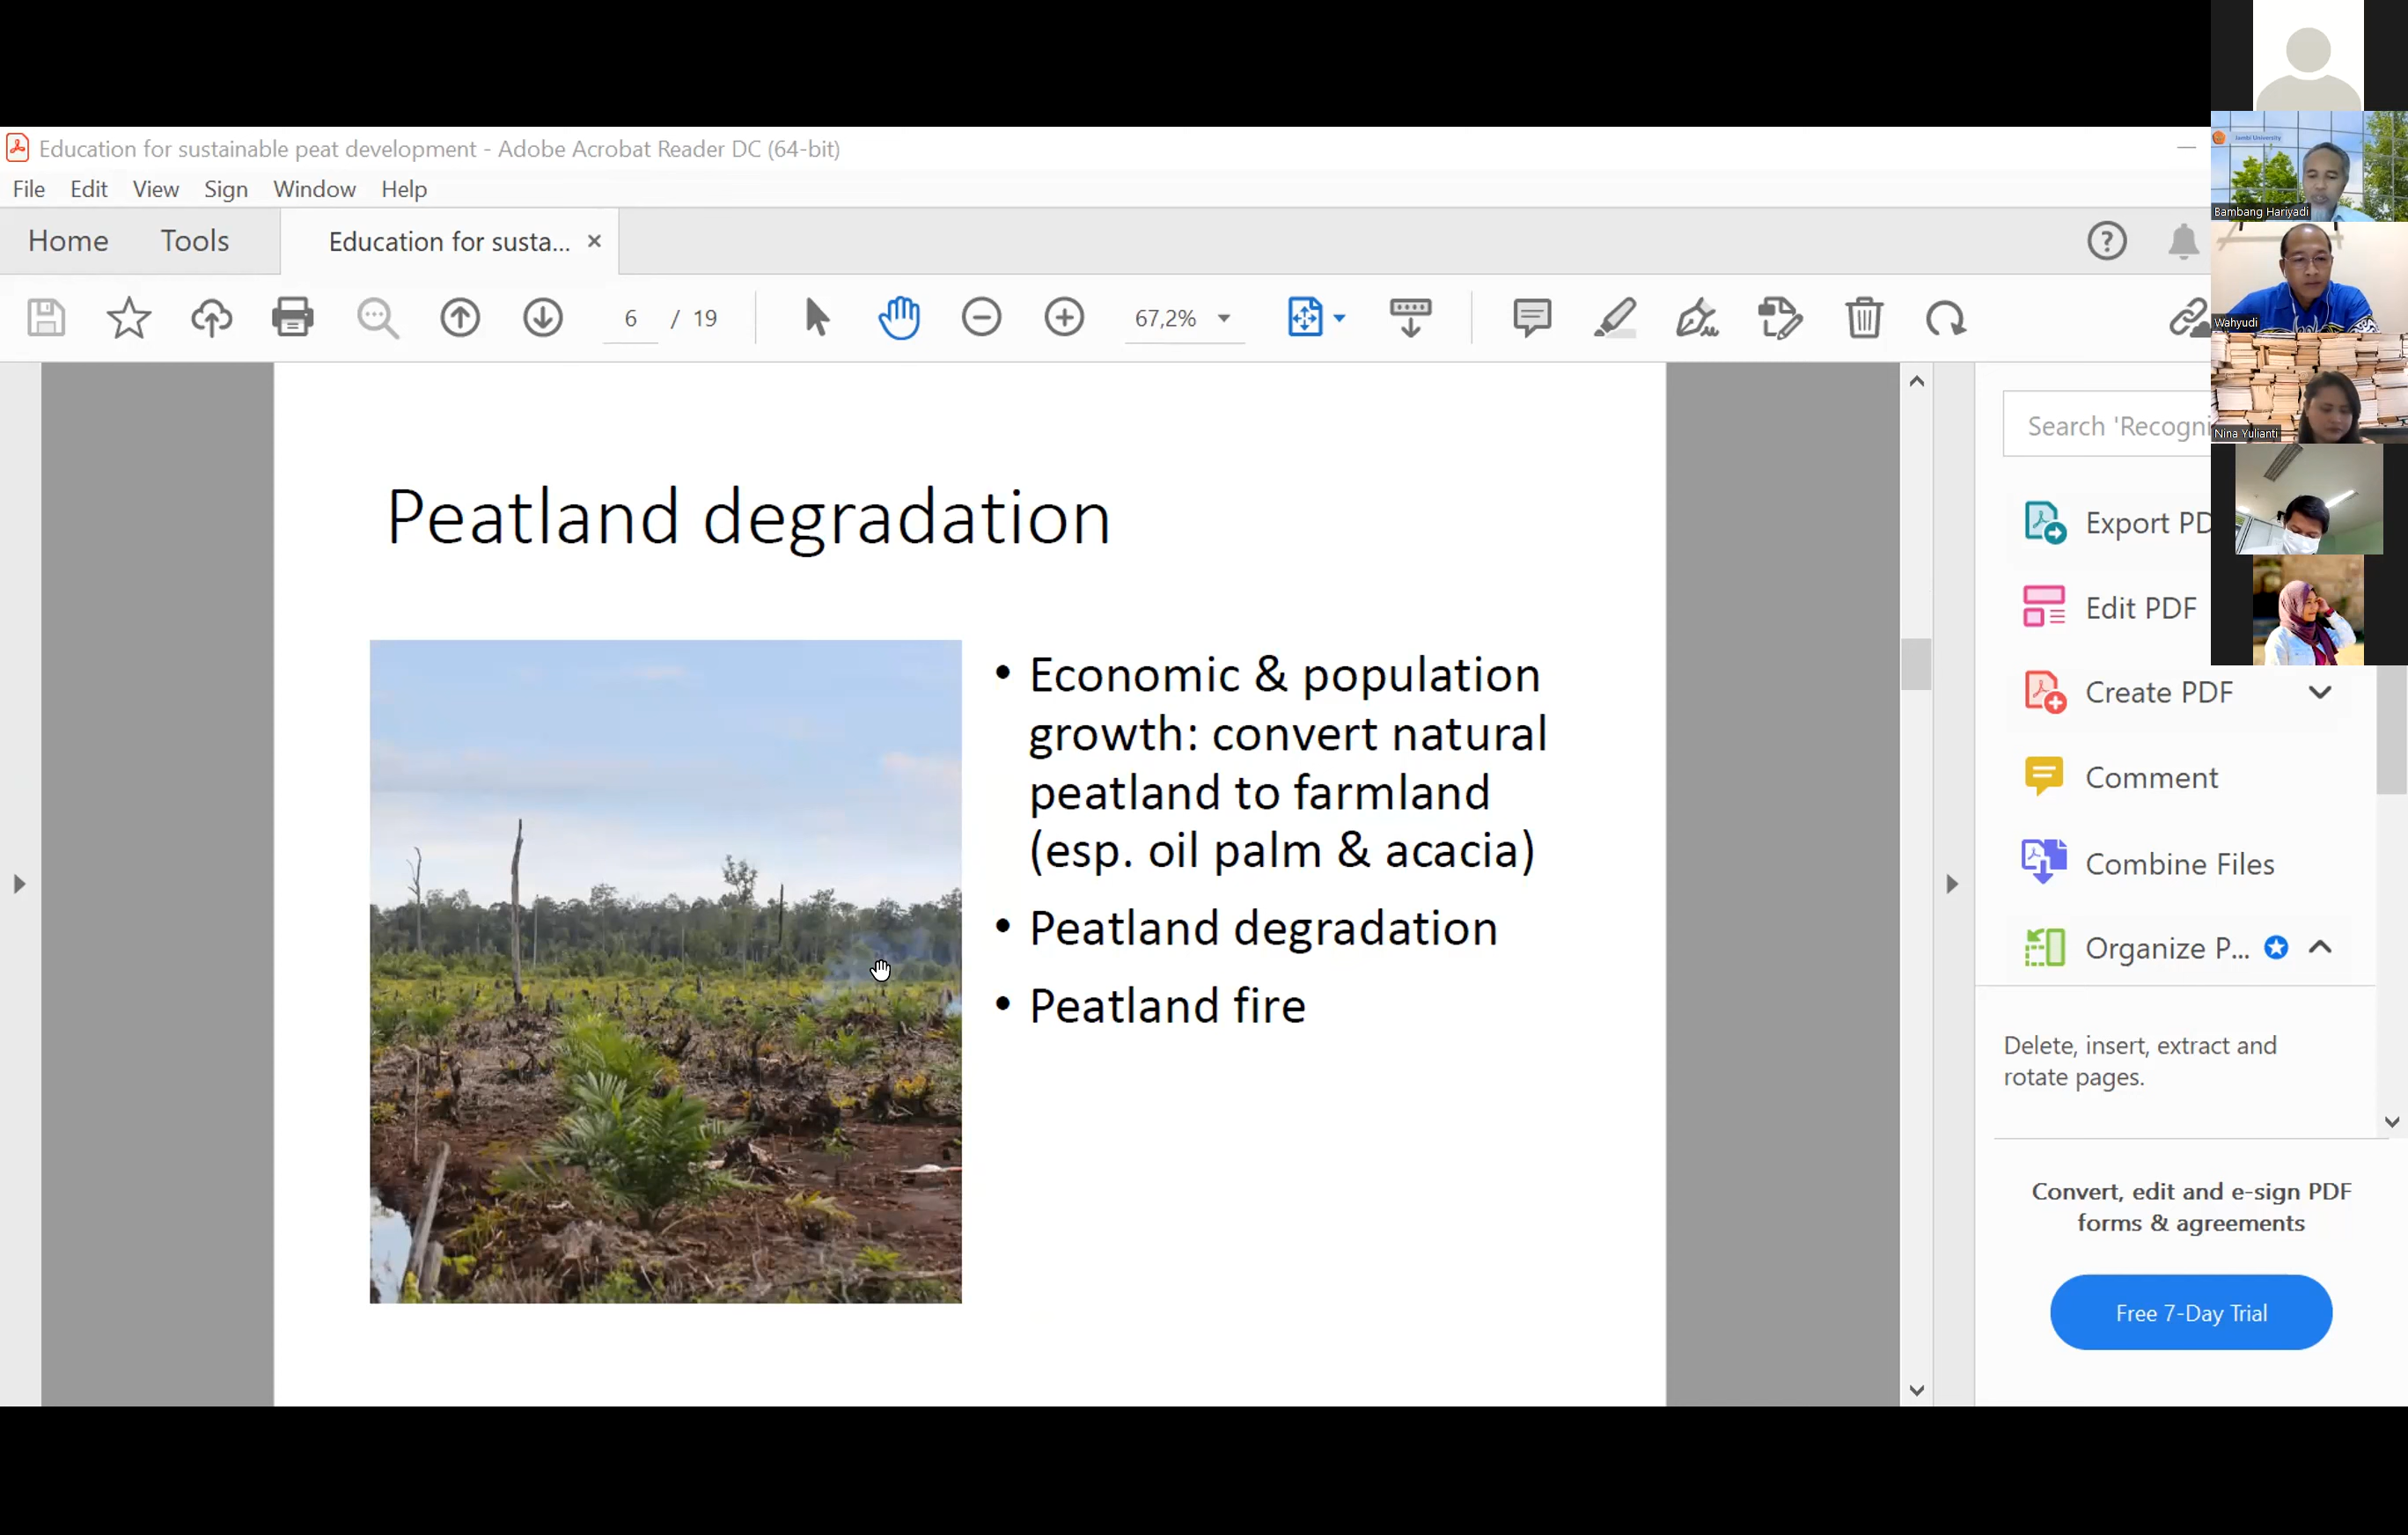 Education for sustainable peat development - Adobe Acrobat Reader DC (64-bit)
File Edit View Sign Window Help
Home Tools Education for susta...
6 / 19 67,2%
Search 'Recogni
Peatland degradation
• Economic & population
growth: convert natural
peatland to farmland
(esp. oil palm & acacia)
• Peatland degradation
• Peatland fire
Export PD
Edit PDF
Create PDF
Comment
Combine Files
Organize P...
Delete, insert, extract and
rotate pages.
Convert, edit and e-sign PDF
forms & agreements
Free 7-Day Trial
Jambi University
Bambang Hariyadi
Wahyudi
Nina Yulianti